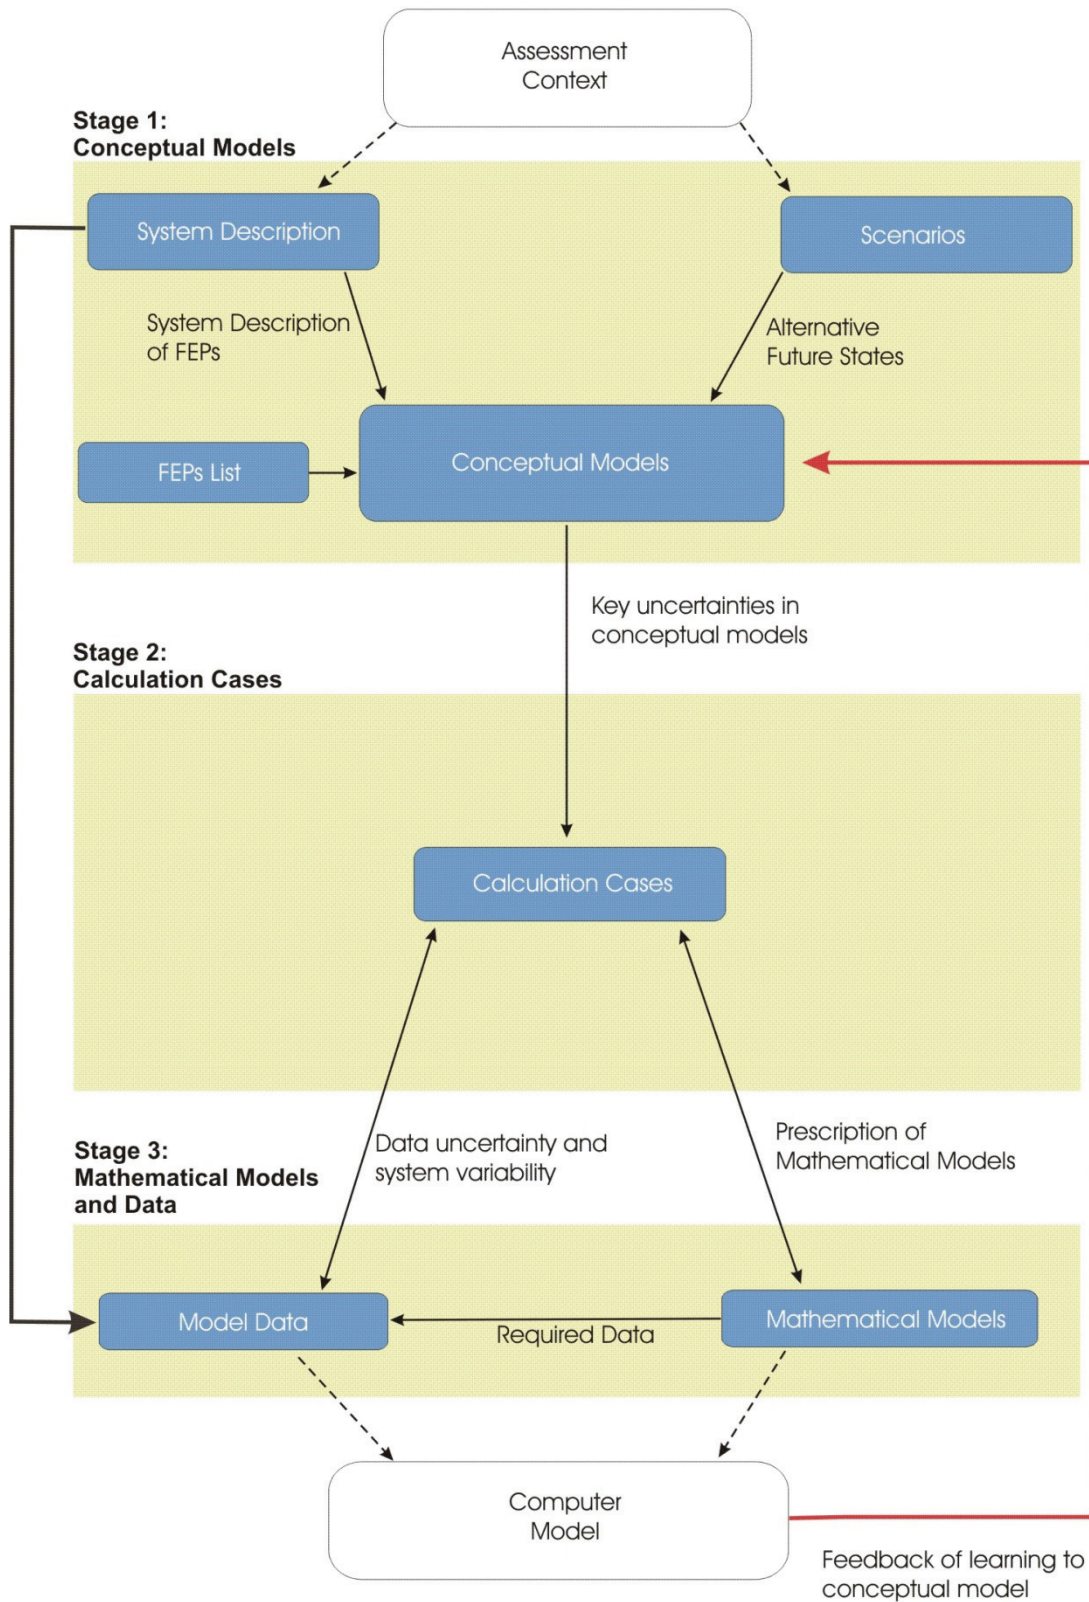 Assessment
Context
Stage 1:
Conceptual Models
System Description
Scenarios
System Description
of FEPs
Alternative
Future States
FEPs List
Conceptual Models
Key uncertainties in
conceptual models
Stage 2:
Calculation Cases
Calculation Cases
Data uncertainty and
system variability
Prescription of
Mathematical Models
Stage 3:
Mathematical Models
and Data
Model Data
Required Data
Mathematical Models
Computer
Model
Feedback of learning to
conceptual model